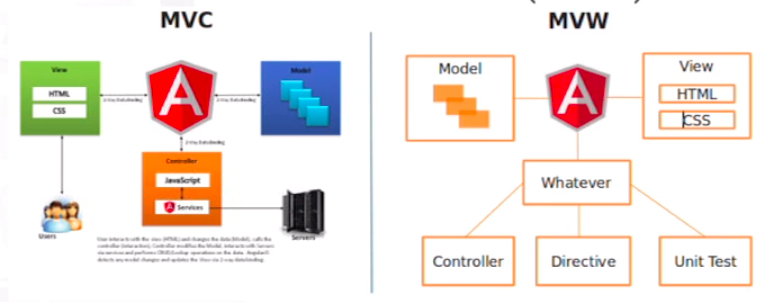 MVC
MVW
View
HTML
CSS
A
Model
2-Way Databinding
2-Way Databinding
2-Way Databinding
Controller
JavaScript
A Services
Users
Servers
User interacts with the view (HTML) and changes the data (Model), calls the
controller (interaction), Controller modifies the Model, interacts with Servers
via services and performs CRUD/Lookup operations on the data. AngularJS
detects any model changes and updates the View via 2-way databinding
Model
A
View
HTML
CSS
Whatever
Controller
Directive
Unit Test